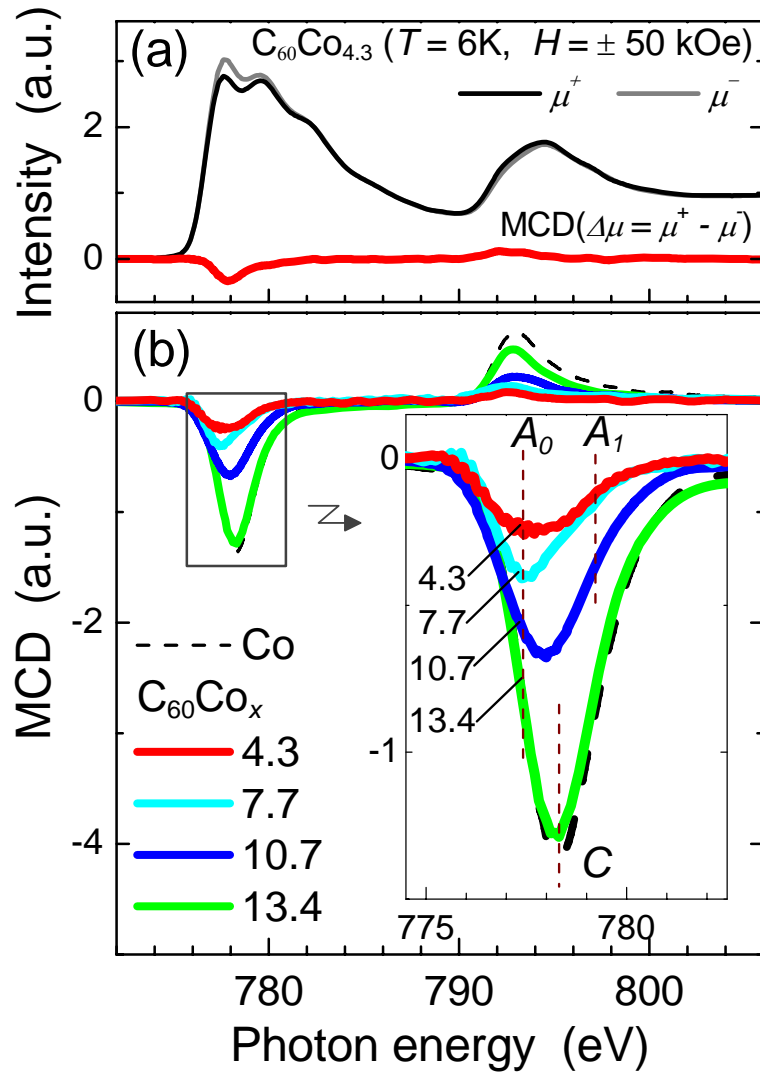 (a)
C₆₀Co₄.₃ (T = 6K, H = ± 50 kOe)
μ⁺ μ⁻
MCD(Δμ = μ⁺ - μ⁻)
Intensity (a.u.)
2
0
(b)
MCD (a.u.)
0
-2
-4
A₀ A₁
0
-1
4.3
7.7
10.7
13.4
C
775 780
Co
C₆₀Coₓ
4.3
7.7
10.7
13.4
780 790 800
Photon energy (eV)